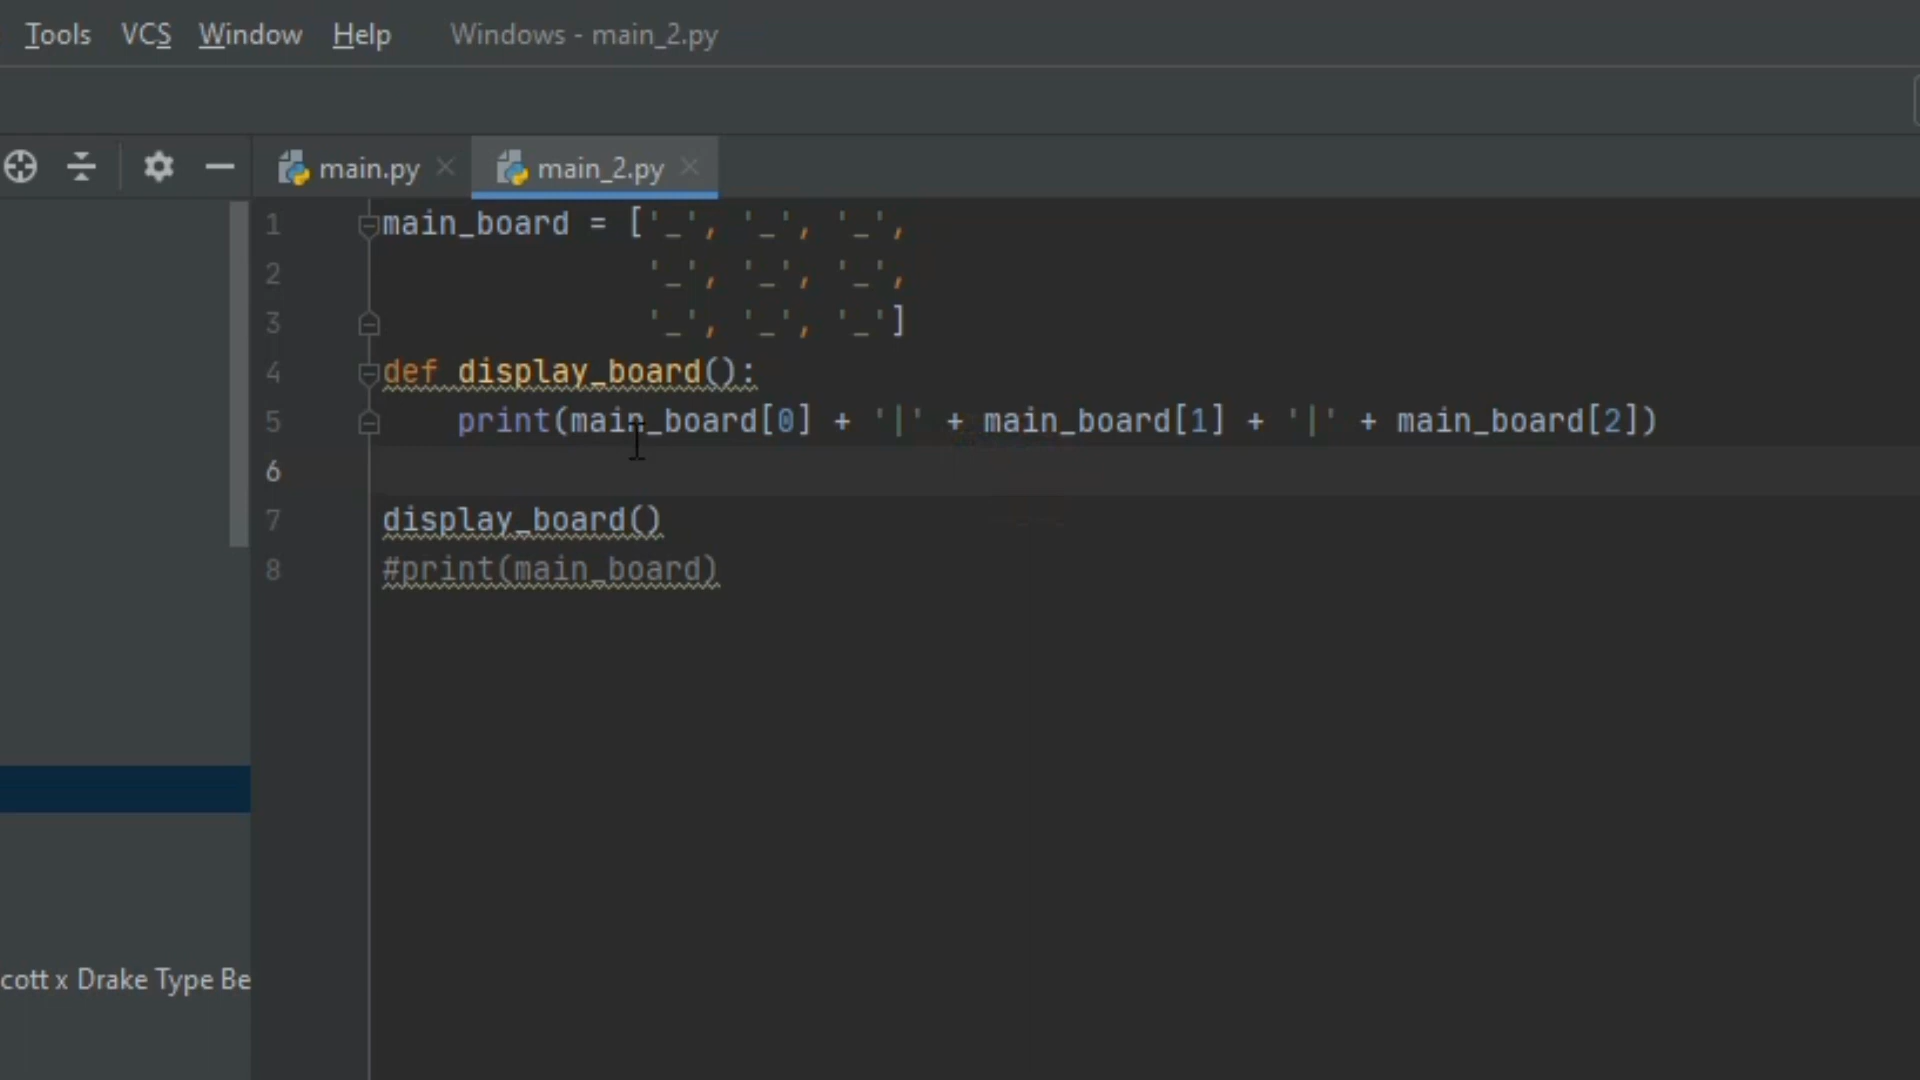 Tools VCS Window Help Windows - main_2.py
main.py main_2.py
1 main_board = ['_', '_', '_',
2 '_', '_', '_',
3 '_', '_', '_']
4 def display_board():
5 print(main_board[0] + '|' + main_board[1] + '|' + main_board[2])
6
7 display_board()
8 #print(main_board)
cott x Drake Type Be